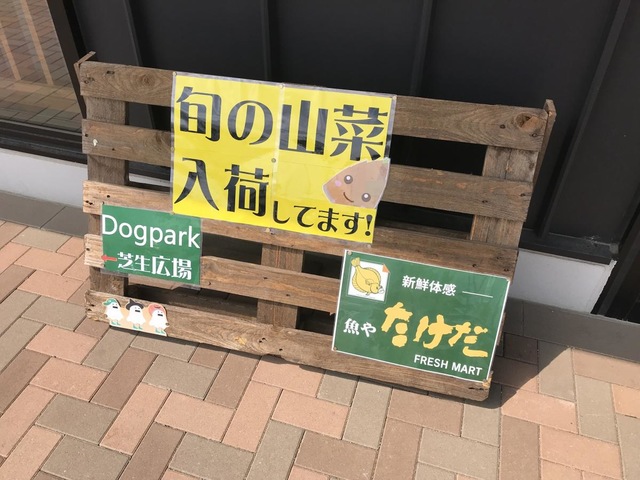 旬の山菜
入荷してます!
Dogpark
←芝生広場
新鮮体感
魚や たけだ
FRESH MART